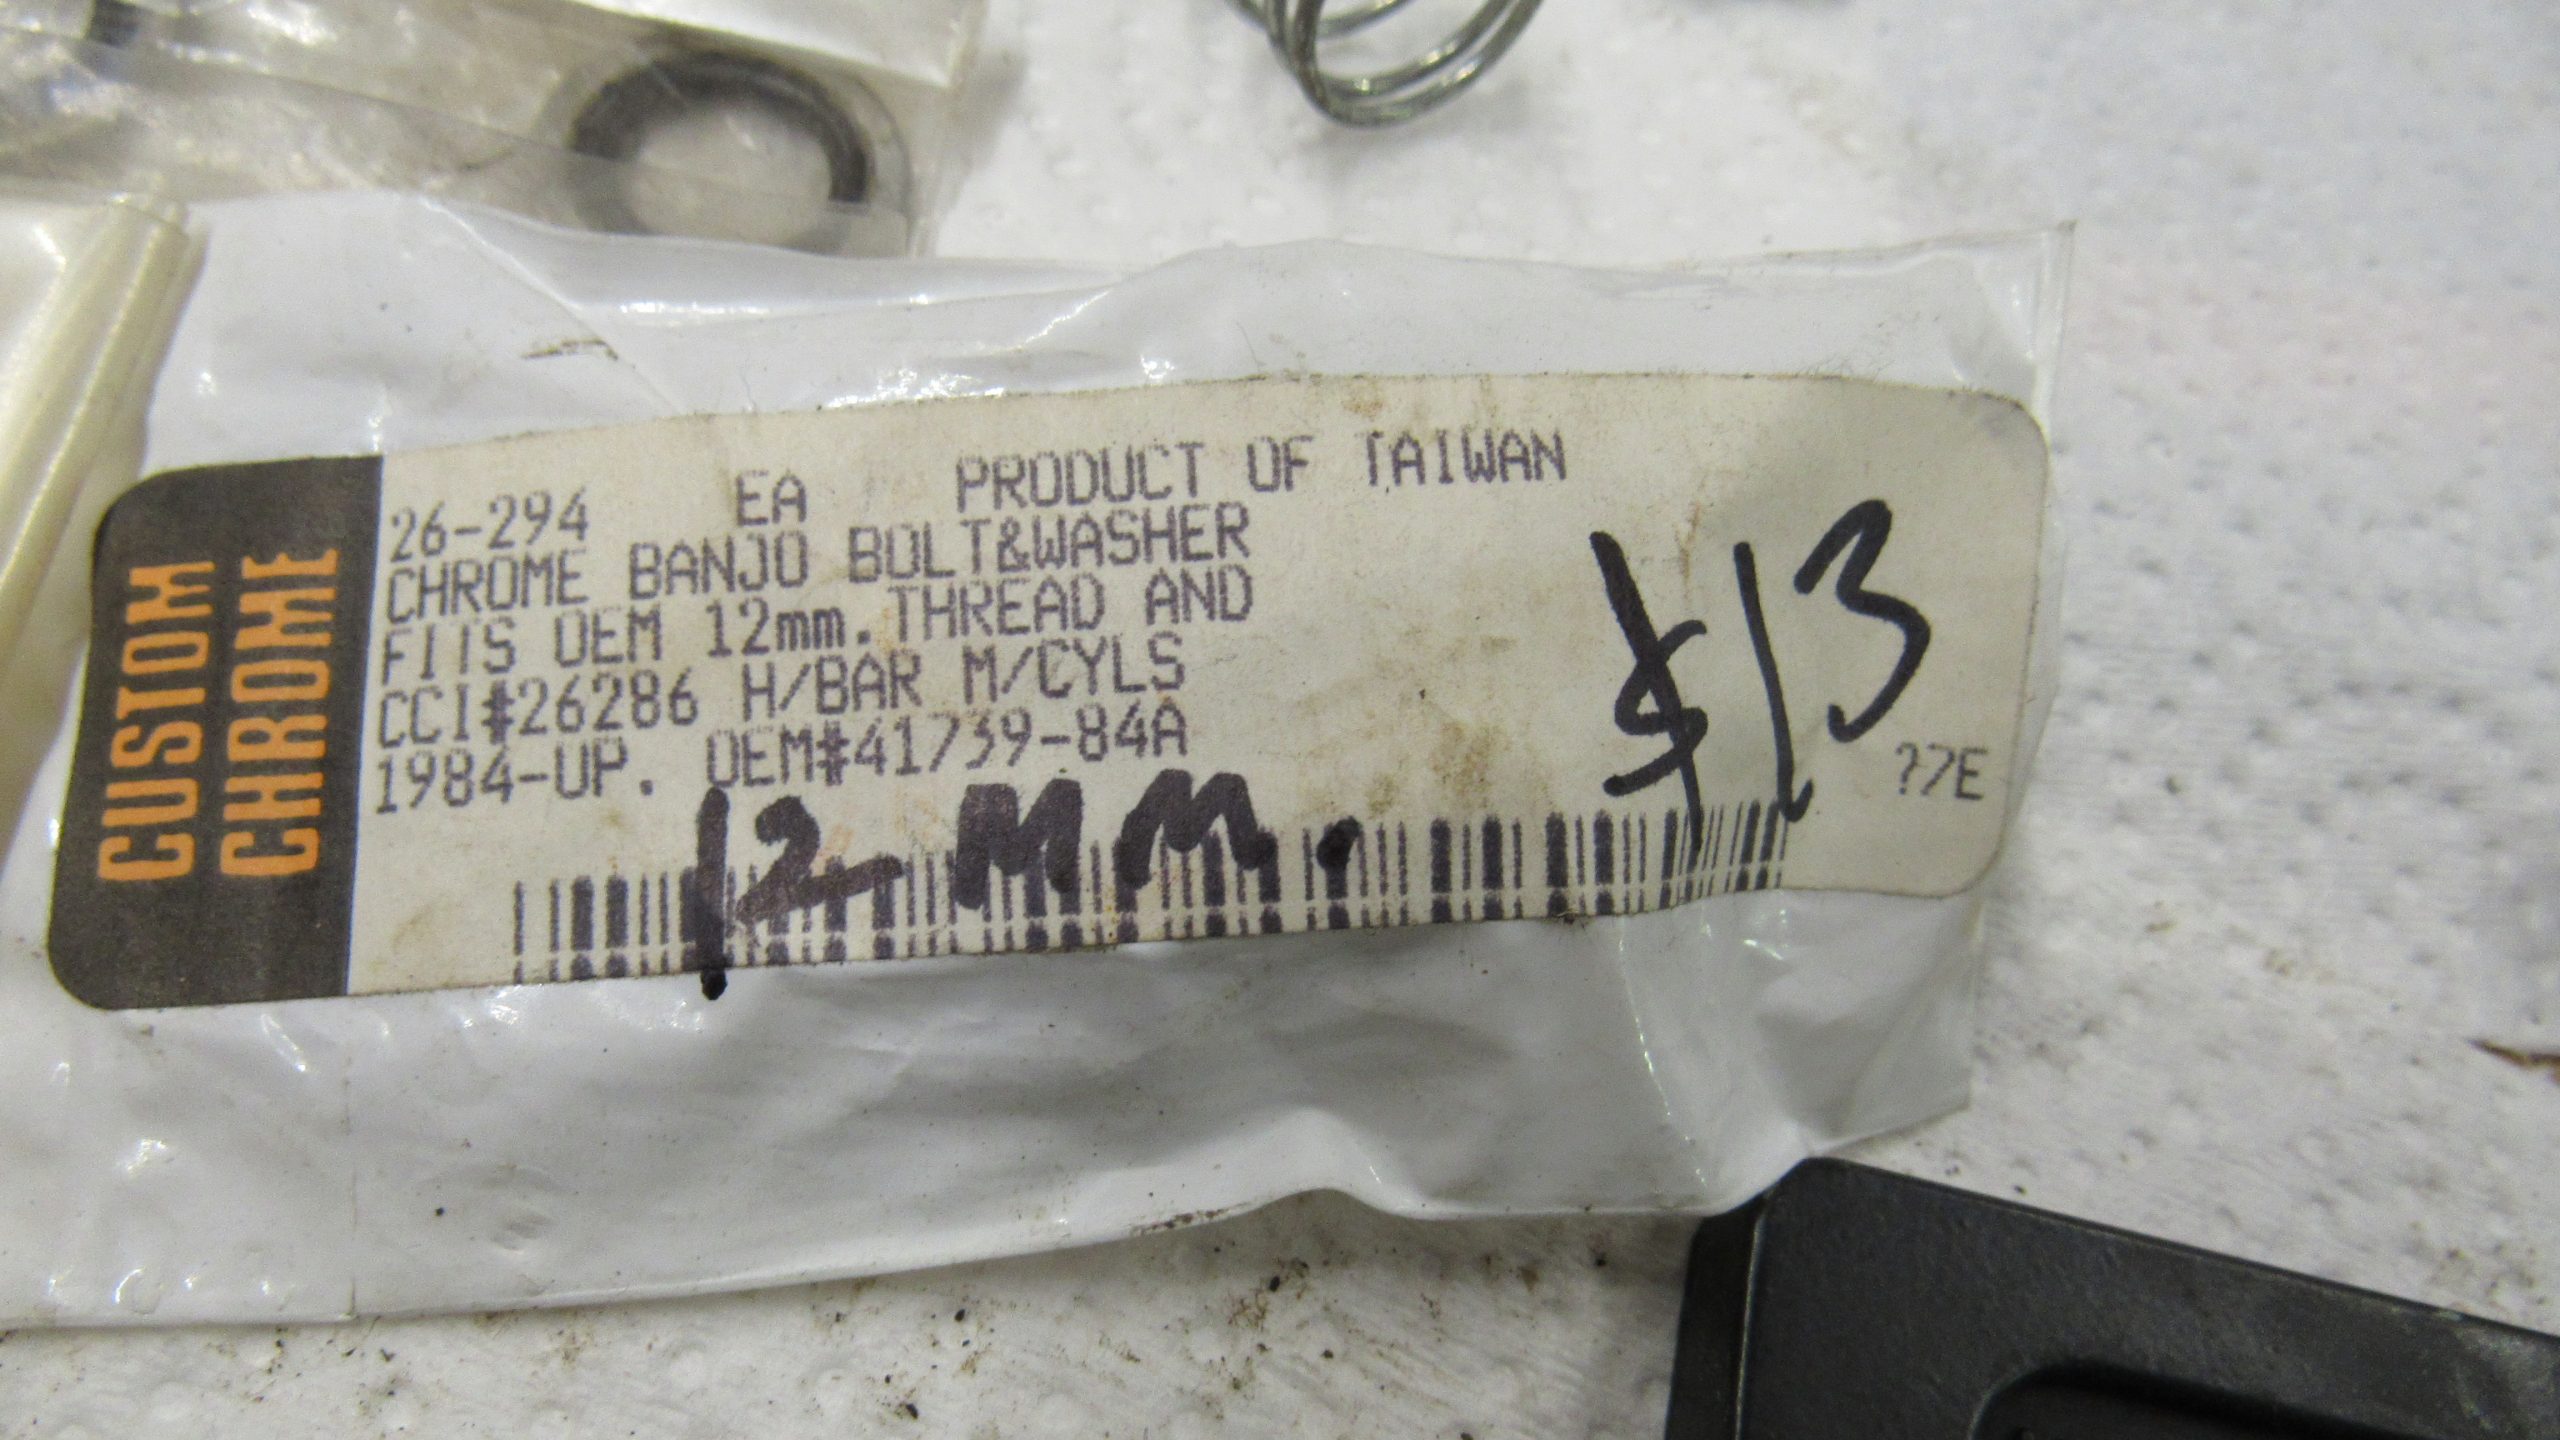 CUSTOM
CHROME
26-294 EA PRODUCT OF TAIWAN
CHROME BANJO BOLT&WASHER
FITS OEM 12mm. THREAD AND
CCI#26286 H/BAR M/CYLS
1984-UP. OEM#41739-84A
12 MM.
$13